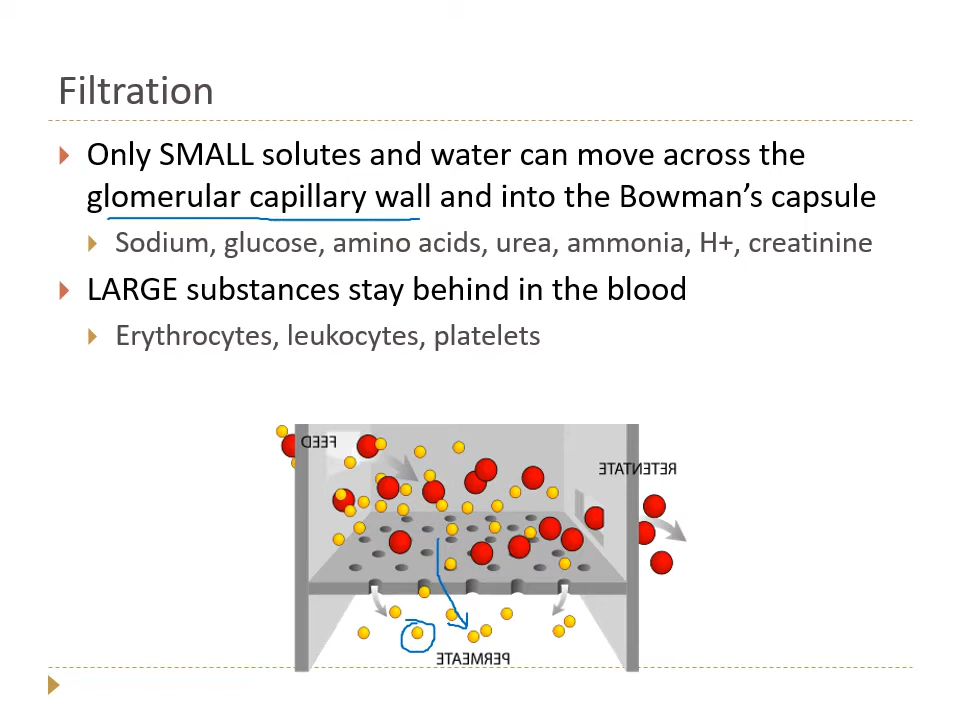 Filtration
Only SMALL solutes and water can move across the
glomerular capillary wall and into the Bowman’s capsule
Sodium, glucose, amino acids, urea, ammonia, H+, creatinine
LARGE substances stay behind in the blood
Erythrocytes, leukocytes, platelets
FEED
RETENTATE
PERMEATE